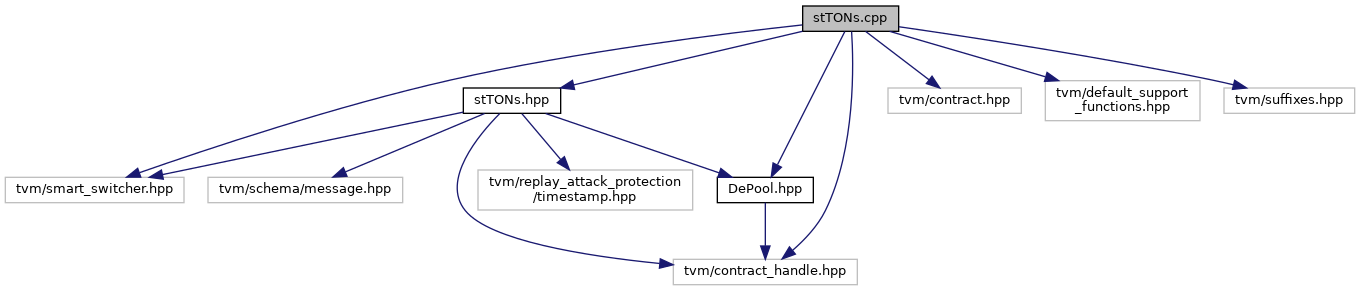 stTONs.cpp
stTONs.hpp
tvm/contract.hpp
tvm/default_support
_functions.hpp
tvm/suffixes.hpp
tvm/smart_switcher.hpp
tvm/schema/message.hpp
tvm/replay_attack_protection
/timestamp.hpp
DePool.hpp
tvm/contract_handle.hpp